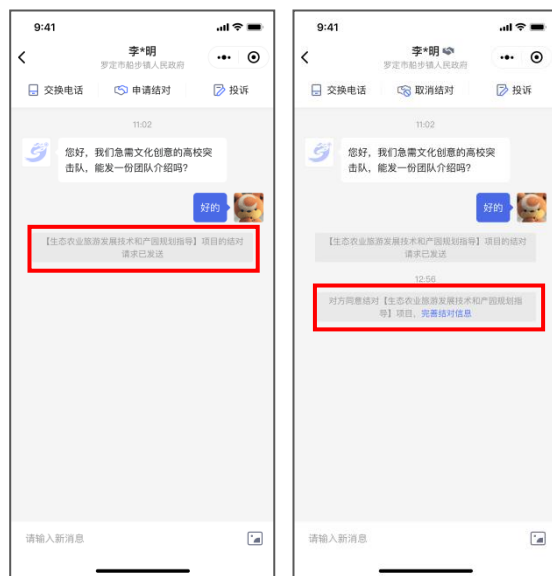 9:41
李*明
罗定市船步镇人民政府
交换电话
申请结对
投诉
11:02
您好，我们急需文化创意的高校突
击队，能发一份团队介绍吗？
好的
【生态农业旅游发展技术和产园规划指导】项目的结对
请求已发送
请输入新消息
9:41
李*明
罗定市船步镇人民政府
交换电话
取消结对
投诉
11:02
您好，我们急需文化创意的高校突
击队，能发一份团队介绍吗？
好的
【生态农业旅游发展技术和产园规划指导】项目的结对
请求已发送
12:56
对方同意结对【生态农业旅游发展技术和产园规划指
导】项目，完善结对信息
请输入新消息